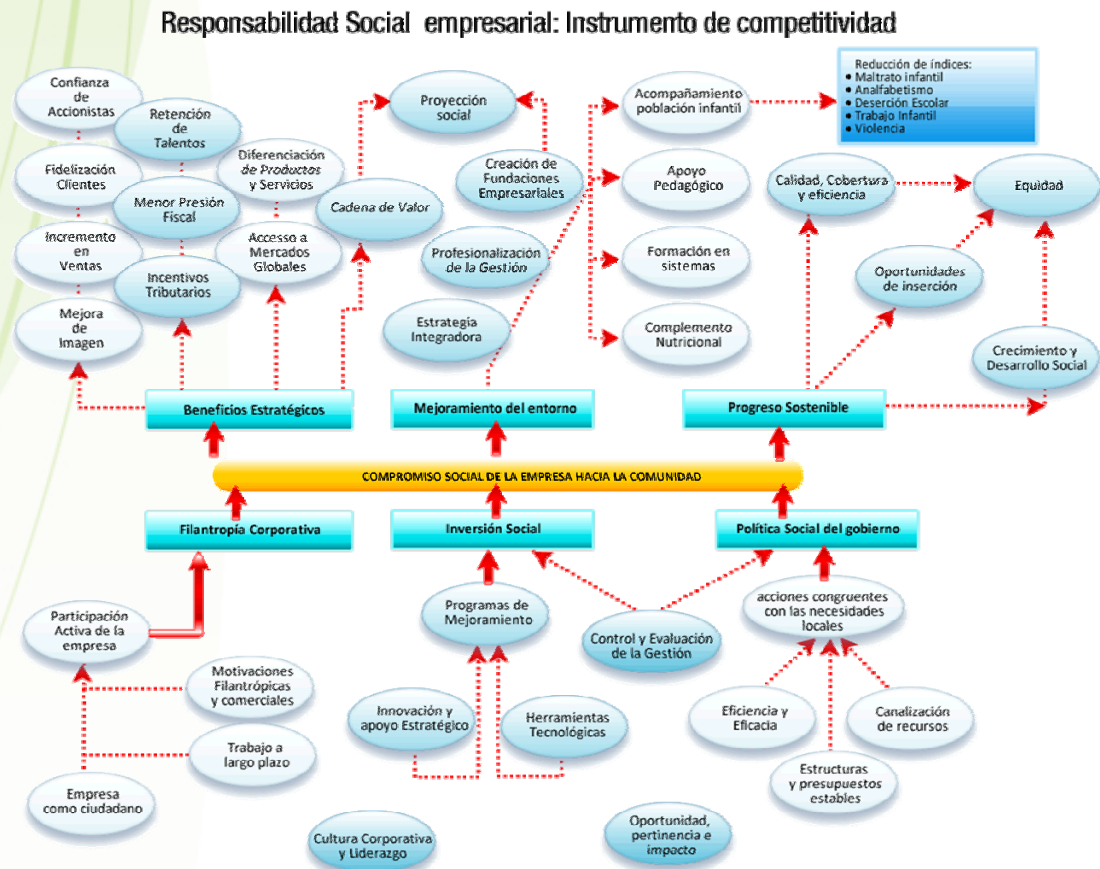 Responsabilidad Social empresarial: Instrumento de competitividad
Confianza
de
Accionistas
Retención
de
Talentos
Fidelización
Clientes
Diferenciación
de Productos
y Servicios
Menor Presión
Fiscal
Incremento
en
Ventas
Acceso a
Mercados
Globales
Incentivos
Tributarios
Mejora
de
Imagen
Cadena de Valor
Proyección
social
Creación de
Fundaciones
Empresariales
Profesionalización
de la Gestión
Estrategia
Integradora
Acompañamiento
población infantil
Apoyo
Pedagógico
Formación en
sistemas
Complemento
Nutricional
Reducción de índices:
• Maltrato infantil
• Analfabetismo
• Deserción Escolar
• Trabajo Infantil
• Violencia
Calidad, Cobertura
y eficiencia
Equidad
Oportunidades
de inserción
Crecimiento y
Desarrollo Social
Beneficios Estratégicos
Mejoramiento del entorno
Progreso Sostenible
COMPROMISO SOCIAL DE LA EMPRESA HACIA LA COMUNIDAD
Filantropía Corporativa
Inversión Social
Política Social del gobierno
Participación
Activa de la
empresa
Motivaciones
Filantrópicas
y comerciales
Trabajo a
largo plazo
Empresa
como ciudadano
Programas de
Mejoramiento
Control y Evaluación
de la Gestión
acciones congruentes
con las necesidades
locales
Innovación y
apoyo Estratégico
Herramientas
Tecnológicas
Eficiencia y
Eficacia
Canalización
de recursos
Estructuras
y presupuestos
estables
Cultura Corporativa
y Liderazgo
Oportunidad,
pertinencia e
impacto